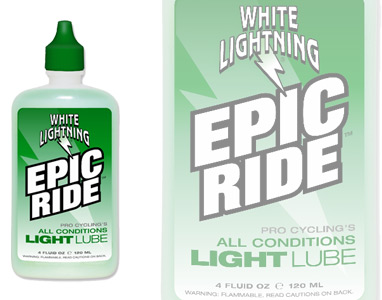 WHITE
LIGHTNING
EPIC
RIDE™
PRO CYCLING'S
ALL CONDITIONS
LIGHT LUBE
4 FLUID OZ ℮ 120 ML
WARNING: FLAMMABLE. READ CAUTIONS ON BACK.
WHITE
LIGHTNING
EPIC
RIDE™
PRO CYCLING'S
ALL CONDITIONS
LIGHT LUBE
4 FLUID OZ ℮ 120 ML
WARNING: FLAMMABLE. READ CAUTIONS ON BACK.